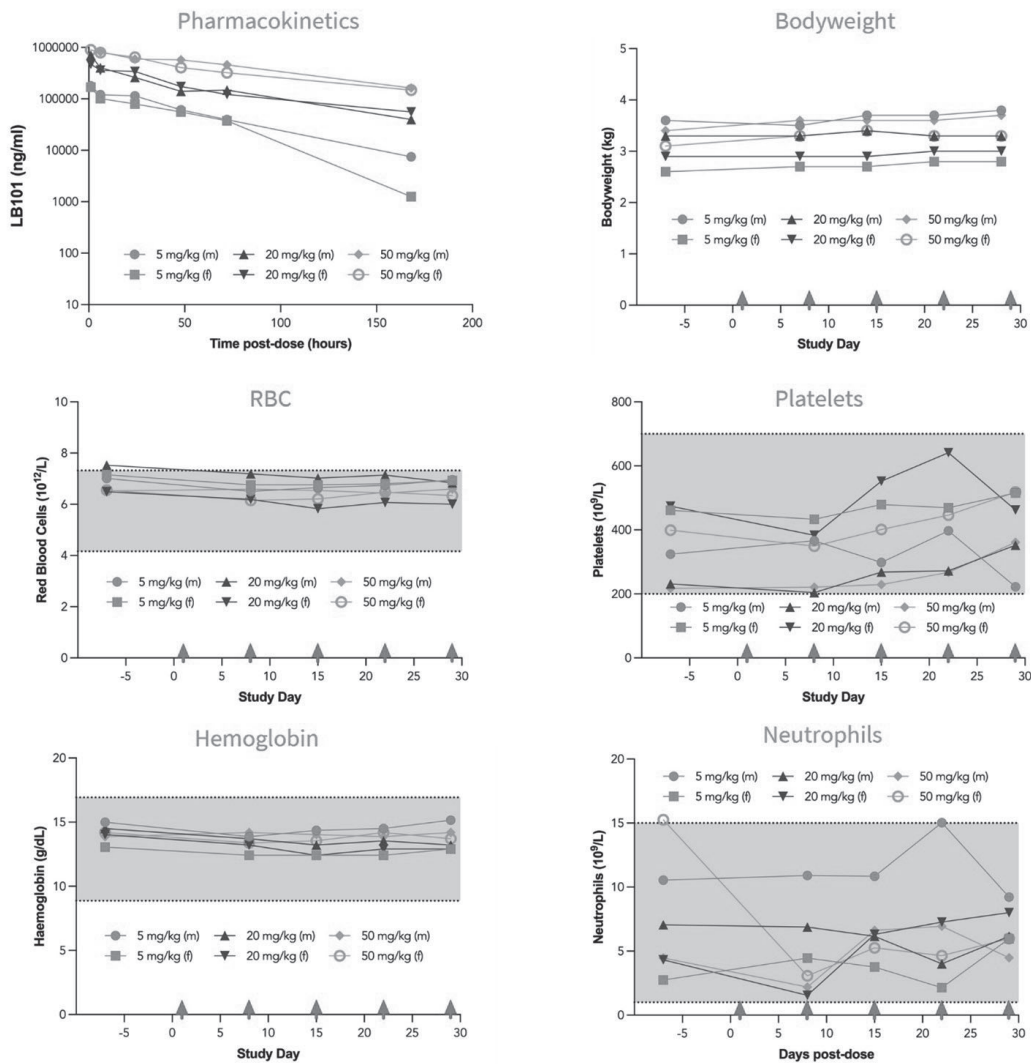 Pharmacokinetics
1000000
100000
10000
1000
100
10
LB101 (ng/ml)
5 mg/kg (m) 20 mg/kg (m) 50 mg/kg (m)
5 mg/kg (f) 20 mg/kg (f) 50 mg/kg (f)
0 50 100 150 200
Time post-dose (hours)
Bodyweight
5
4
3
2
1
0
Bodyweight (kg)
5 mg/kg (m) 20 mg/kg (m) 50 mg/kg (m)
5 mg/kg (f) 20 mg/kg (f) 50 mg/kg (f)
-5 0 5 10 15 20 25 30
Study Day
RBC
10
8
6
4
2
0
Red Blood Cells (10¹²/L)
5 mg/kg (m) 20 mg/kg (m) 50 mg/kg (m)
5 mg/kg (f) 20 mg/kg (f) 50 mg/kg (f)
-5 0 5 10 15 20 25 30
Study Day
Platelets
800
600
400
200
0
Platelets (10⁹/L)
5 mg/kg (m) 20 mg/kg (m) 50 mg/kg (m)
5 mg/kg (f) 20 mg/kg (f) 50 mg/kg (f)
-5 0 5 10 15 20 25 30
Study Day
Hemoglobin
20
15
10
5
0
Haemoglobin (g/dL)
5 mg/kg (m) 20 mg/kg (m) 50 mg/kg (m)
5 mg/kg (f) 20 mg/kg (f) 50 mg/kg (f)
-5 0 5 10 15 20 25 30
Study Day
Neutrophils
20
15
10
5
0
Neutrophils (10⁹/L)
5 mg/kg (m) 20 mg/kg (m) 50 mg/kg (m)
5 mg/kg (f) 20 mg/kg (f) 50 mg/kg (f)
-5 0 5 10 15 20 25 30
Days post-dose